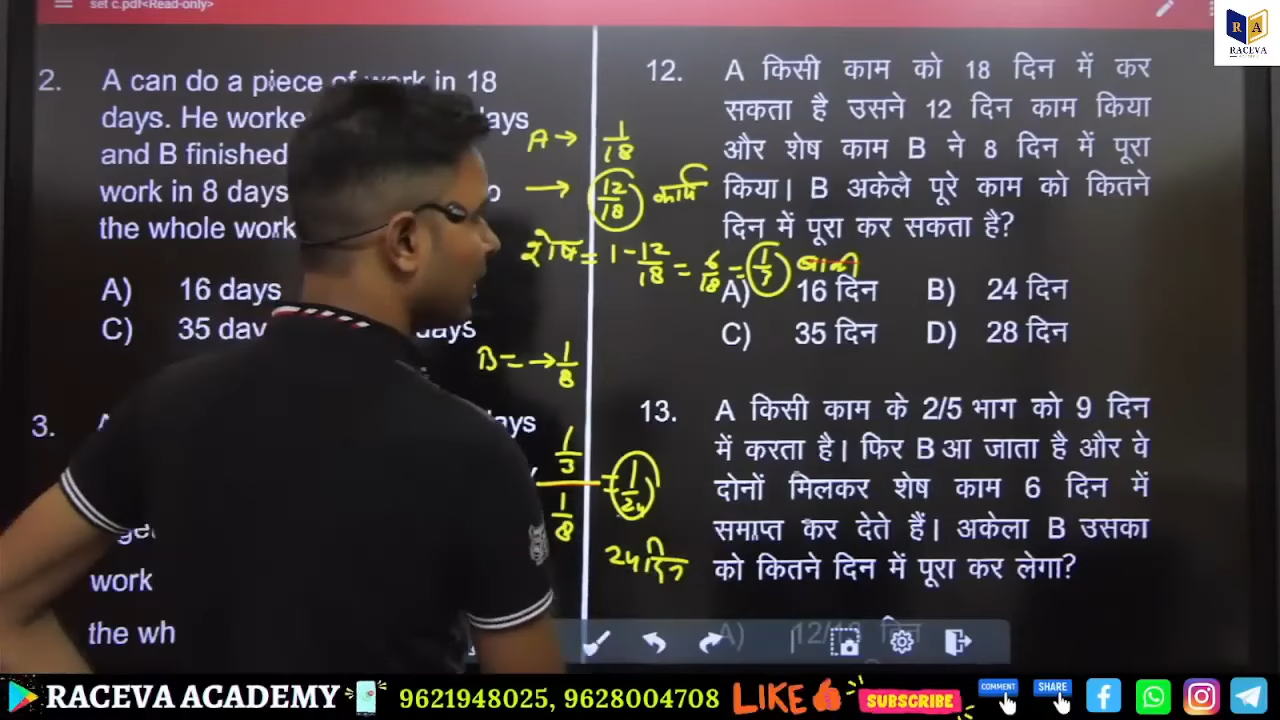 set c.pdf<Read-only>
RACEVA
2. A can do a piece of work in 18
days. He worke ays
and B finished
work in 8 days
the whole work
A) 16 days
C) 35 day days
3.
ays
work
the wh
A → 1/18
→ 12/18 कार्य
शेष = 1 - 12/18 = 6/18 = 1/3 बाकी
B = → 1/8
1/3 / 1/8 = 1/24
24 दिन
12. A किसी काम को 18 दिन में कर
सकता है उसने 12 दिन काम किया
और शेष काम B ने 8 दिन में पूरा
किया। B अकेले पूरे काम को कितने
दिन में पूरा कर सकता है?
A) 16 दिन B) 24 दिन
C) 35 दिन D) 28 दिन
13. A किसी काम के 2/5 भाग को 9 दिन
में करता है। फिर B आ जाता है और वे
दोनों मिलकर शेष काम 6 दिन में
समाप्त कर देते हैं। अकेला B उसका
को कितने दिन में पूरा कर लेगा?
A) दिन
RACEVA ACADEMY 9621948025, 9628004708 LIKE SUBSCRIBE COMMENT SHARE